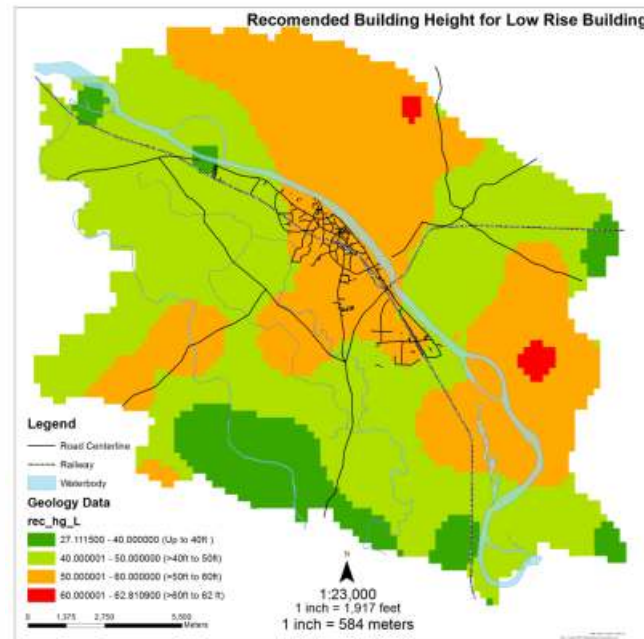 Recomended Building Height for Low Rise Building
Legend
Road Centerline
Railway
Waterbody
Geology Data
rec_hg_L
27.111500 - 40.000000 (Up to 40ft )
40.000001 - 50.000000 (>40ft to 50ft)
50.000001 - 60.000000 (>50ft to 60ft)
60.000001 - 62.810900 (>60ft to 62 ft)
0 1,375 2,750 5,500
Meters
N
1:23,000
1 inch = 1,917 feet
1 inch = 584 meters